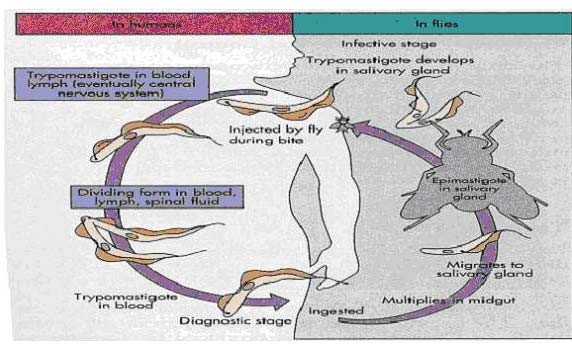 In humans
In flies
Infective stage
Trypomastigote develops
in salivary gland
Trypomastigote in blood,
lymph (eventually central
nervous system)
Injected by fly
during bite
Epimastigote
in salivary
gland
Dividing form in blood,
lymph, spinal fluid
Migrates to
salivary gland
Trypomastigote
in blood
Multiplies in midgut
Ingested
Diagnostic stage